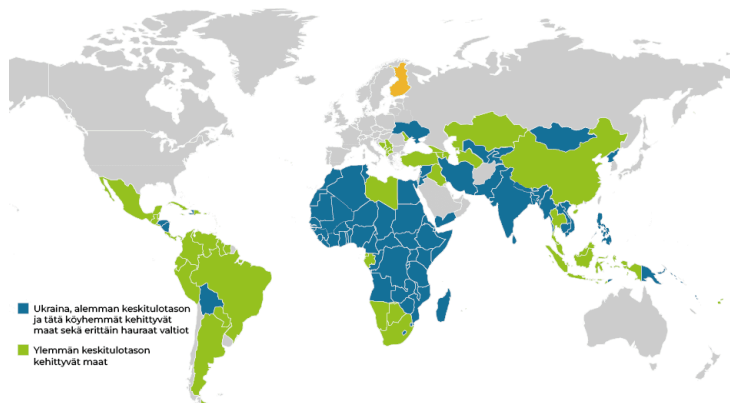 Ukraina, alemman keskitulotason
ja tätä köyhemmät kehittyvät
maat sekä erittäin hauraat valtiot
Ylemmän keskitulotason
kehittyvät maat